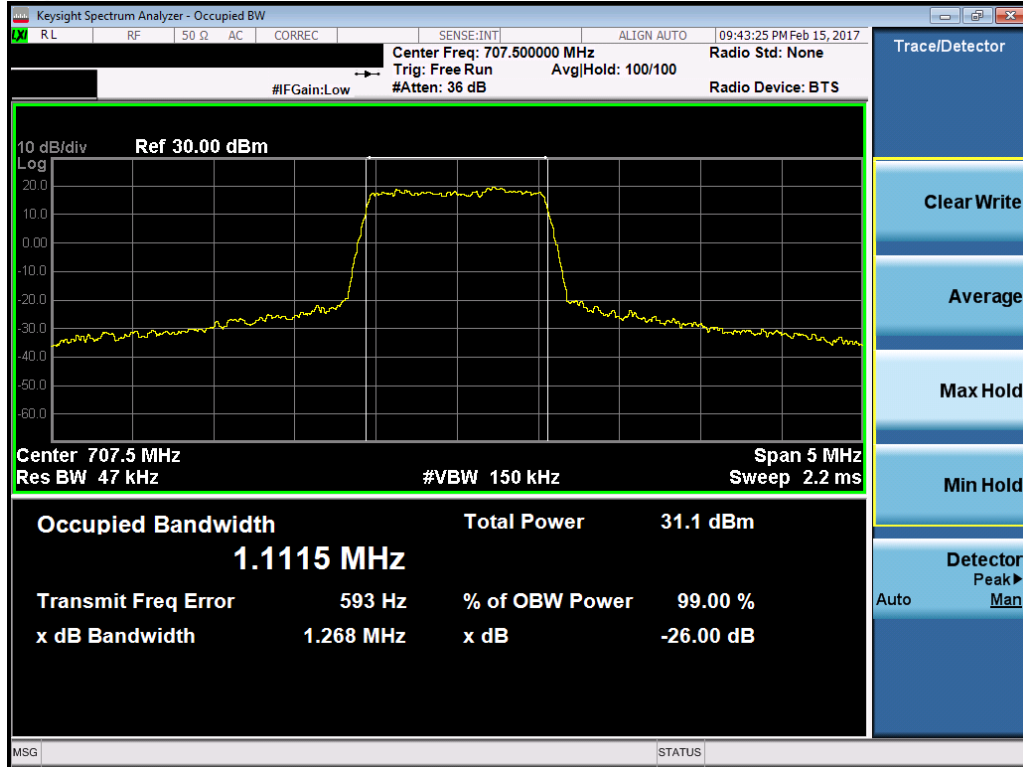 Keysight Spectrum Analyzer - Occupied BW
LXI RL RF 50 Ω AC CORREC SENSE:INT ALIGN AUTO 09:43:25 PM Feb 15, 2017
Center Freq: 707.500000 MHz Radio Std: None
Trig: Free Run Avg|Hold: 100/100
#IFGain:Low #Atten: 36 dB Radio Device: BTS
10 dB/div Ref 30.00 dBm
Log
20.0
10.0
0.00
-10.0
-20.0
-30.0
-40.0
-50.0
-60.0
Center 707.5 MHz Span 5 MHz
Res BW 47 kHz #VBW 150 kHz Sweep 2.2 ms
Occupied Bandwidth Total Power 31.1 dBm
1.1115 MHz
Transmit Freq Error 593 Hz % of OBW Power 99.00 %
x dB Bandwidth 1.268 MHz x dB -26.00 dB
Trace/Detector
Clear Write
Average
Max Hold
Min Hold
Detector
Peak▶
Auto Man
MSG STATUS